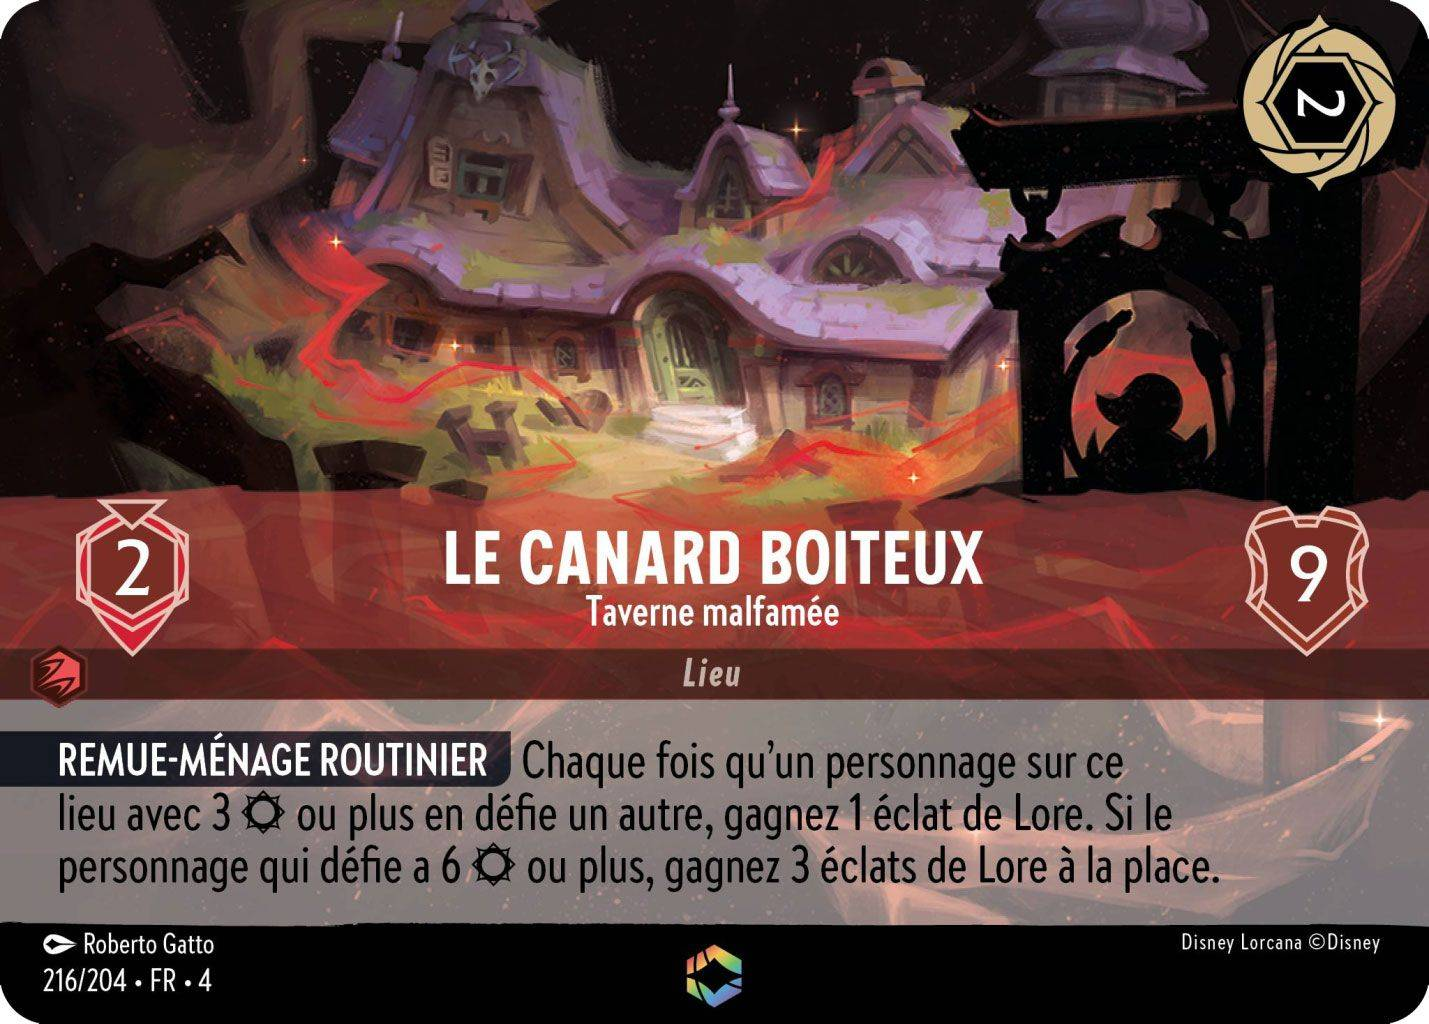 2
2
LE CANARD BOITEUX
9
Taverne malfamée
Lieu
REMUE-MÉNAGE ROUTINIER Chaque fois qu’un personnage sur ce
lieu avec 3 ou plus en défie un autre, gagnez 1 éclat de Lore. Si le
personnage qui défie a 6 ou plus, gagnez 3 éclats de Lore à la place.
Roberto Gatto
Disney Lorcana ©Disney
216/204 • FR • 4